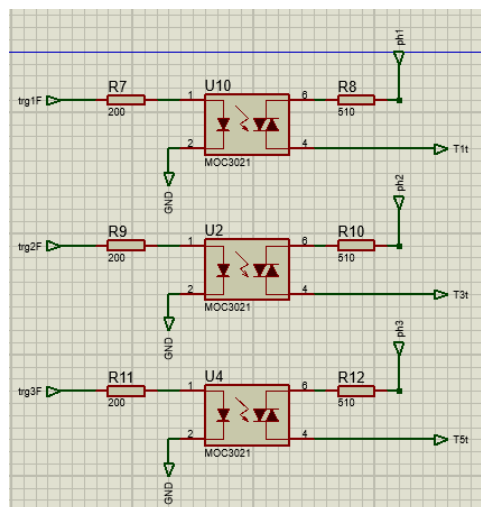 ph1
R7
U10
R8
trg1F
1
6
200
510
2
4
T1t
MOC3021
GND
ph2
R9
U2
R10
trg2F
1
6
200
510
2
4
T3t
MOC3021
GND
ph3
R11
U4
R12
trg3F
1
6
200
510
2
4
T5t
MOC3021
GND